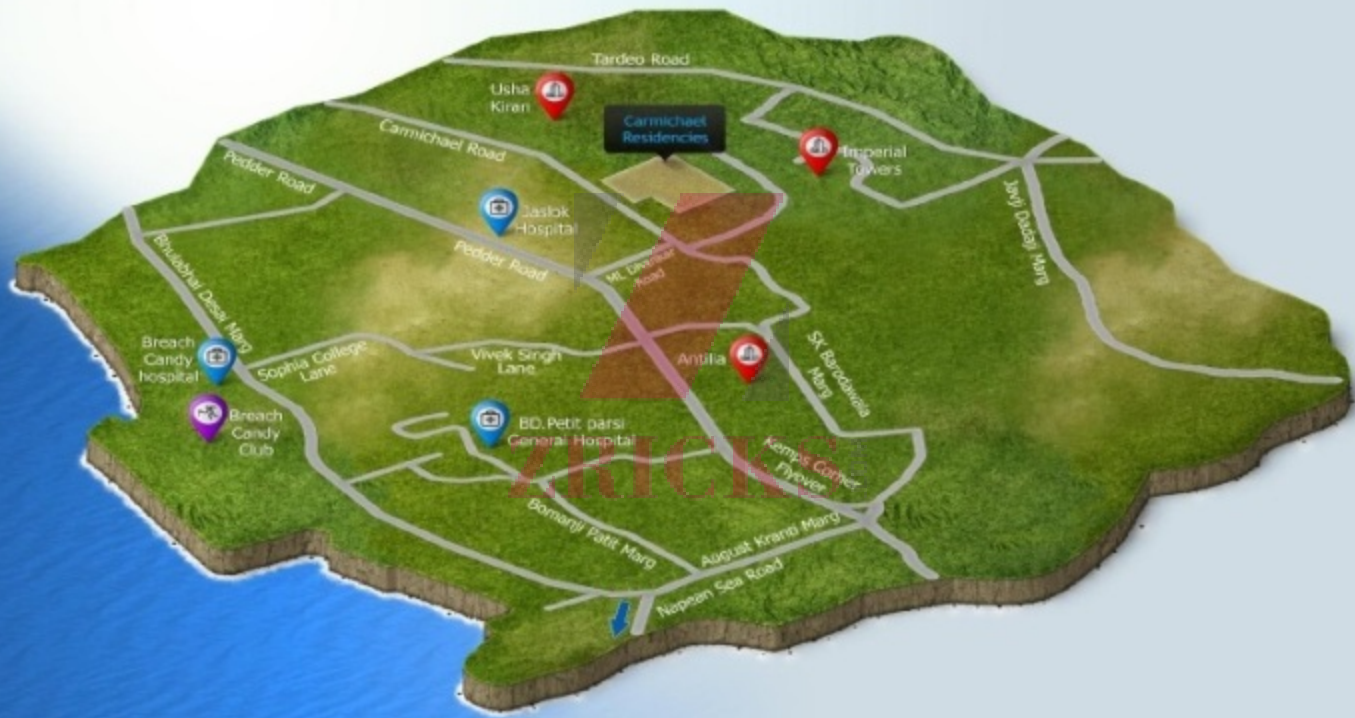 Tardeo Road
Usha
Kiran
Carmichael
Residencies
Carmichael Road
Imperial
Towers
Pedder Road
Javji Dadaji Marg
Jaslok
Hospital
Pedder Road
ML
Road
Bhulabhai Desai Marg
Breach
Candy
hospital
Sophia College
Lane
Vivek Singh
Lane
Antilia
SK Barodawala
Marg
Breach
Candy
Club
BD.Petit parsi
General Hospital
Kemps Corner
Flyover
ZRICKS
Bomanji Patit Marg
August Kranti Marg
Napean Sea Road